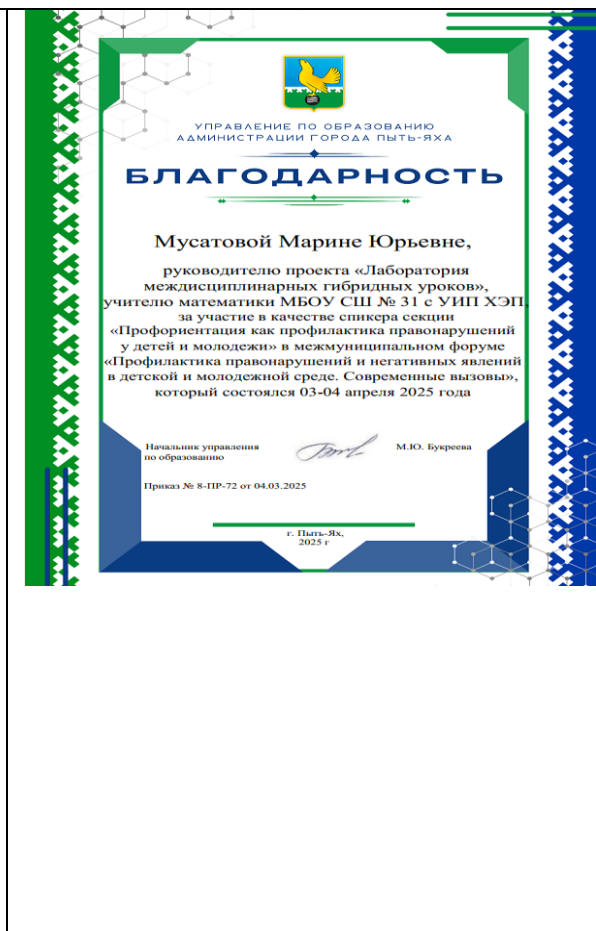 УПРАВЛЕНИЕ ПО ОБРАЗОВАНИЮ
АДМИНИСТРАЦИИ ГОРОДА ПЫТЬ-ЯХА
БЛАГОДАРНОСТЬ
Мусатовой Марине Юрьевне,
руководителю проекта «Лаборатория
междисциплинарных гибридных уроков»,
учителю математики МБОУ СШ № 31 с УИП ХЭП,
за участие в качестве спикера секции
«Профориентация как профилактика правонарушений
у детей и молодежи» в межмуниципальном форуме
«Профилактика правонарушений и негативных явлений
в детской и молодежной среде. Современные вызовы»,
который состоялся 03-04 апреля 2025 года
Начальник управления
по образованию
М.Ю. Букреева
Приказ № 8-ПР-72 от 04.03.2025
г. Пыть-Ях,
2025 г